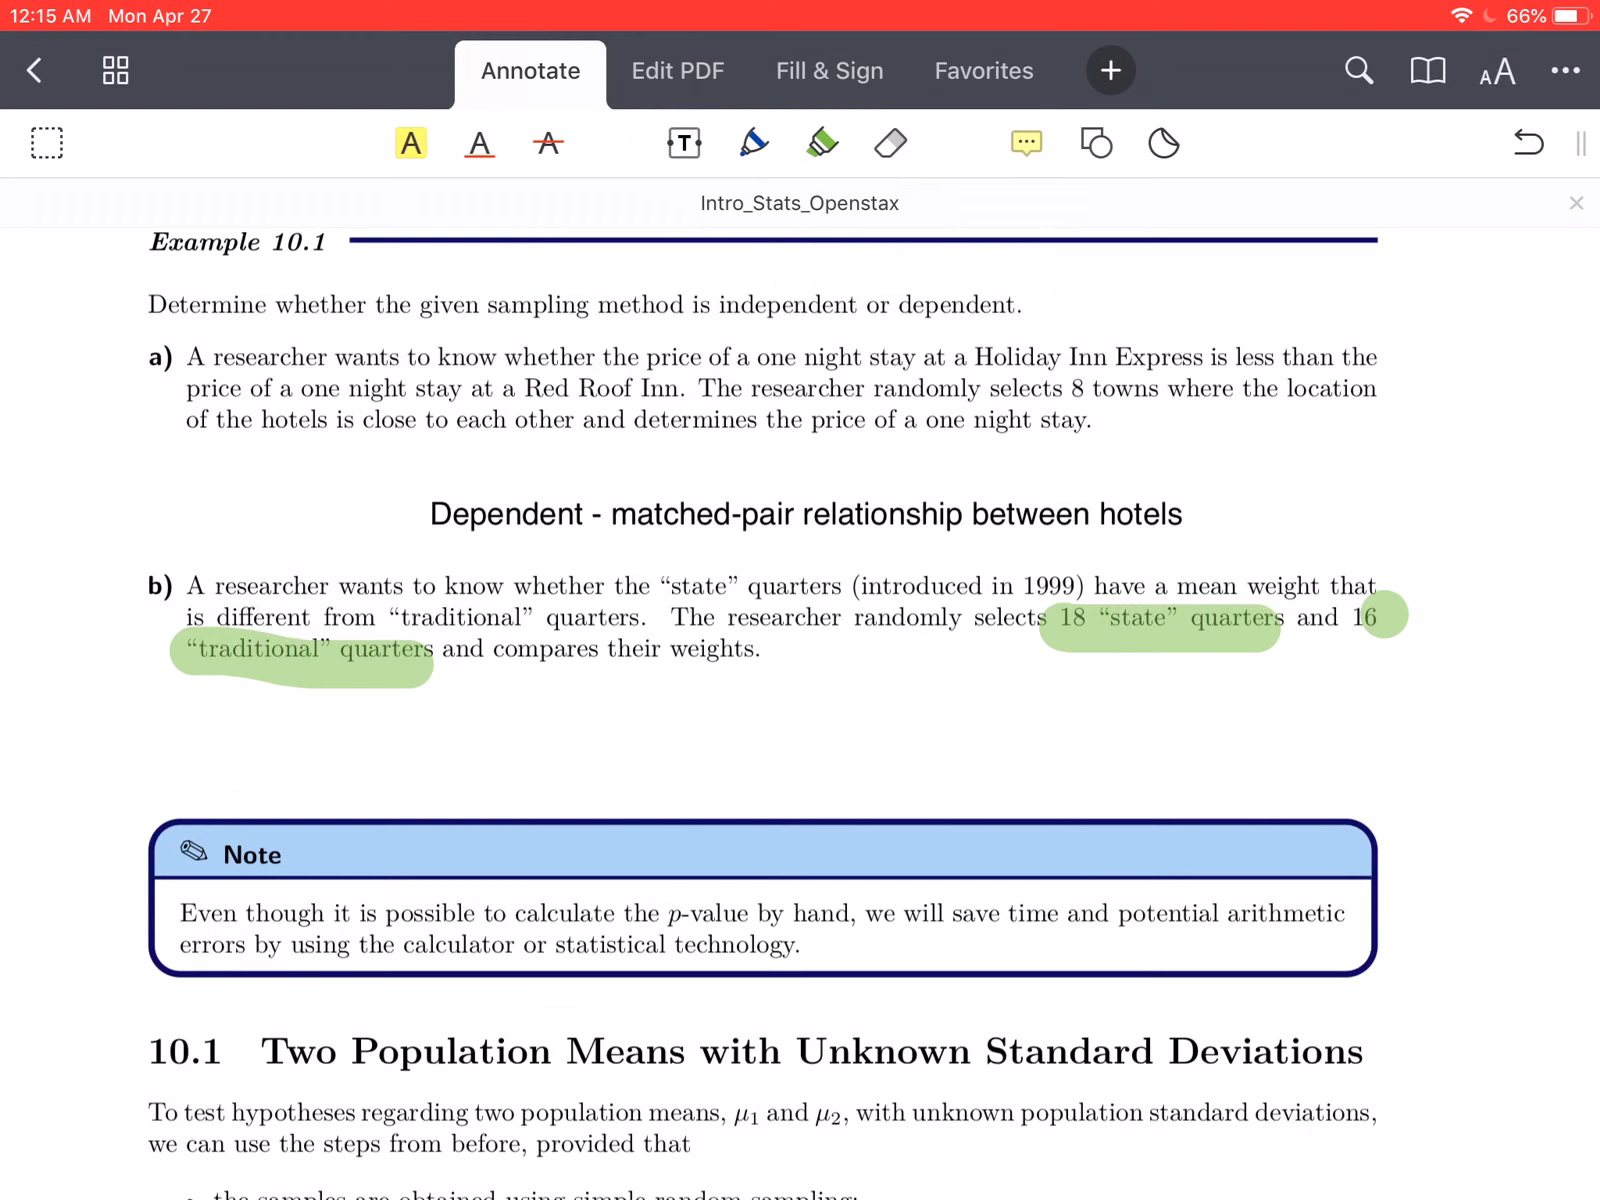 12:15 AM Mon Apr 27 66%
Annotate Edit PDF Fill & Sign Favorites + AA
A A A T
Intro_Stats_Openstax
Example 10.1
Determine whether the given sampling method is independent or dependent.
a) A researcher wants to know whether the price of a one night stay at a Holiday Inn Express is less than the
price of a one night stay at a Red Roof Inn. The researcher randomly selects 8 towns where the location
of the hotels is close to each other and determines the price of a one night stay.
Dependent - matched-pair relationship between hotels
b) A researcher wants to know whether the “state” quarters (introduced in 1999) have a mean weight that
is different from “traditional” quarters. The researcher randomly selects 18 “state” quarters and 16
“traditional” quarters and compares their weights.
Note
Even though it is possible to calculate the p-value by hand, we will save time and potential arithmetic
errors by using the calculator or statistical technology.
10.1 Two Population Means with Unknown Standard Deviations
To test hypotheses regarding two population means, μ1 and μ2, with unknown population standard deviations,
we can use the steps from before, provided that
the samples are obtained using simple random sampling;